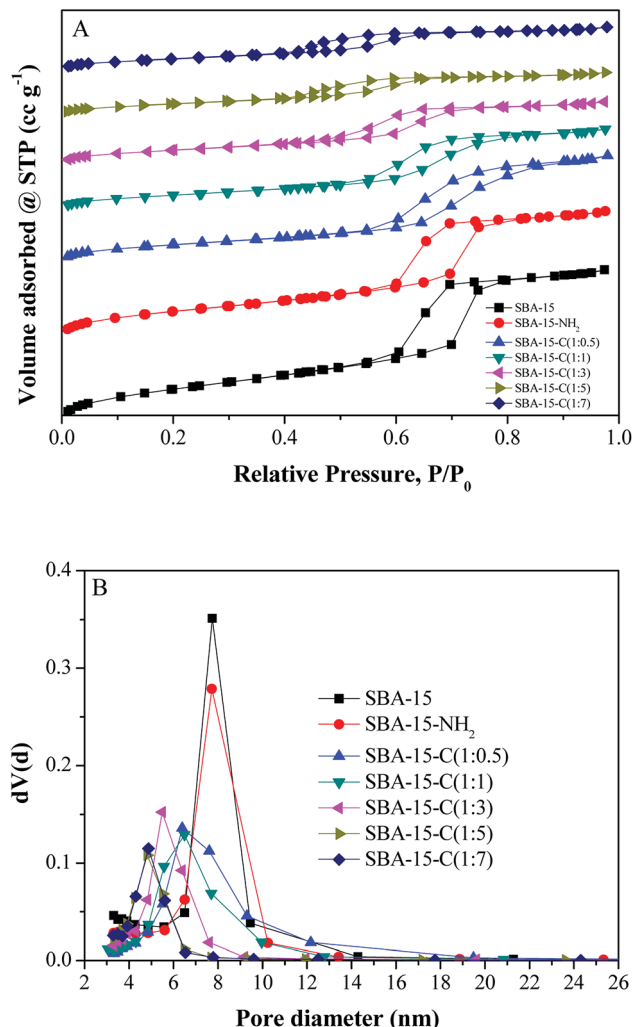 A
Volume adsorbed @ STP (cc g⁻¹)
SBA-15
SBA-15-NH₂
SBA-15-C(1:0.5)
SBA-15-C(1:1)
SBA-15-C(1:3)
SBA-15-C(1:5)
SBA-15-C(1:7)
0.0 0.2 0.4 0.6 0.8 1.0
Relative Pressure, P/P₀
B
dV(d)
0.4
0.3
0.2
0.1
0.0
SBA-15
SBA-15-NH₂
SBA-15-C(1:0.5)
SBA-15-C(1:1)
SBA-15-C(1:3)
SBA-15-C(1:5)
SBA-15-C(1:7)
2 4 6 8 10 12 14 16 18 20 22 24 26
Pore diameter (nm)